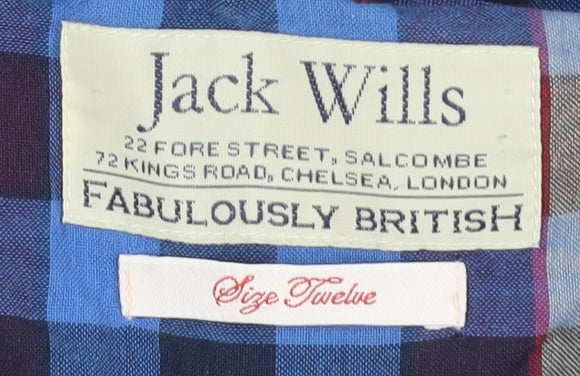 Jack Wills
22 FORE STREET, SALCOMBE
72 KINGS ROAD, CHELSEA, LONDON
FABULOUSLY BRITISH
Size Twelve